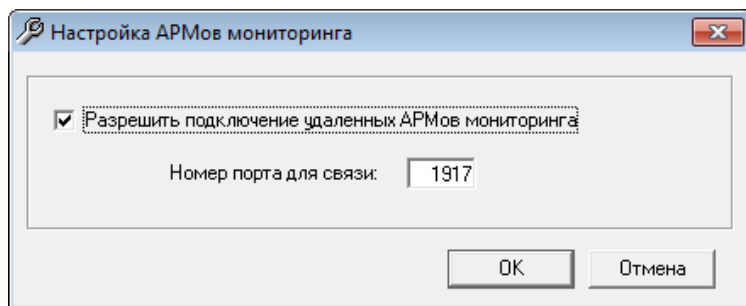 Настройка АРМов мониторинга
Разрешить подключение удаленных АРМов мониторинга
Номер порта для связи: 1917
OK Отмена